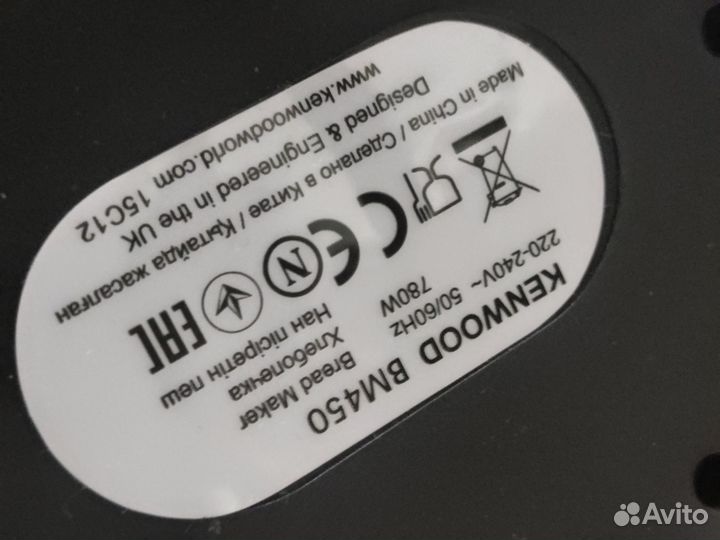 KENWOOD BM450
220-240V~ 50/60Hz
780W
Bread Maker
Хлебопечка
Нан пісіретін пеш
CE
N
EAC
Made in China / Сделано в Китае / Қытайда жасалған
Designed & Engineered in the UK
www.kenwoodworld.com 15C12
Avito